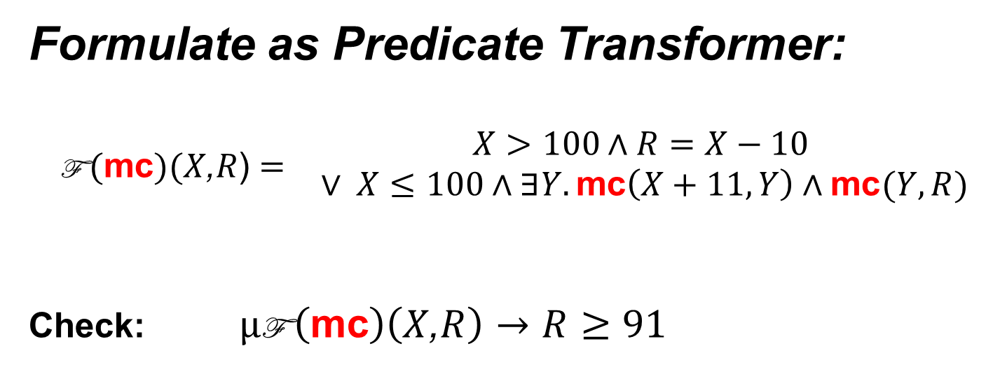 Formulate as Predicate Transformer:
X > 100 ∧ R = X − 10
ℱ(mc)(X,R) =
∨ X ≤ 100 ∧ ∃Y. mc(X + 11, Y) ∧ mc(Y, R)
Check: μℱ(mc)(X,R) → R ≥ 91